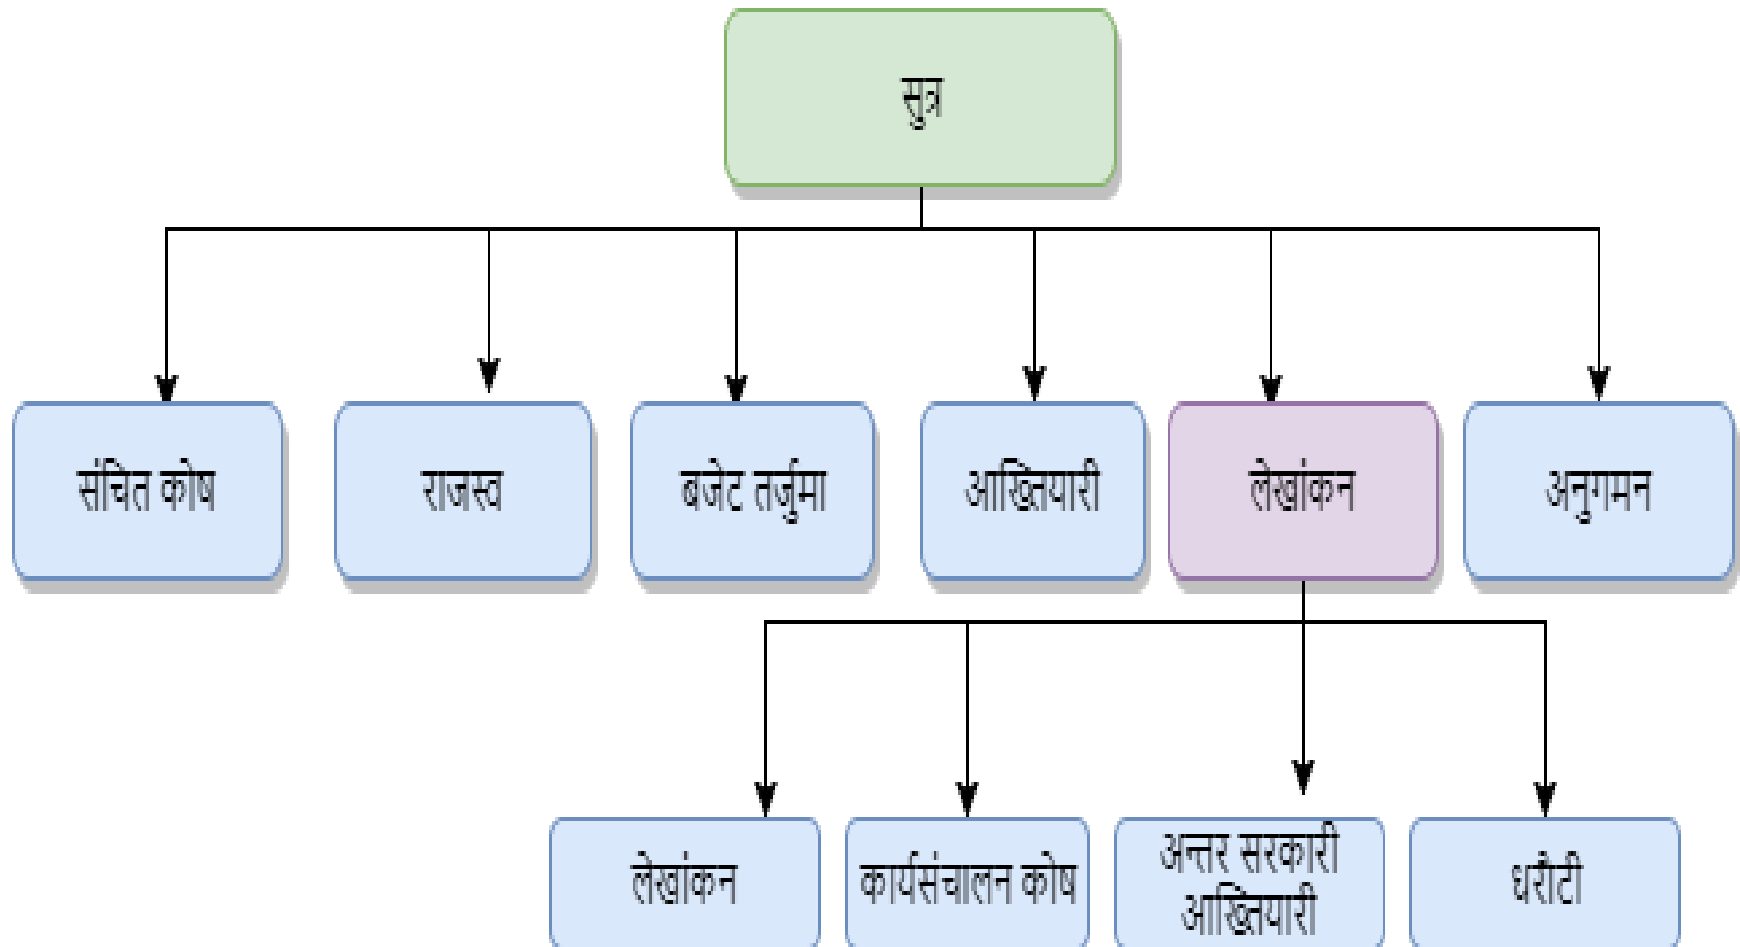 सुत्र
संचित कोष
राजस्व
बजेट तर्जुमा
आख्तियारी
लेखांकन
अनुगमन
लेखांकन
कार्यसंचालन कोष
अन्तर सरकारी
आख्तियारी
धरौटी